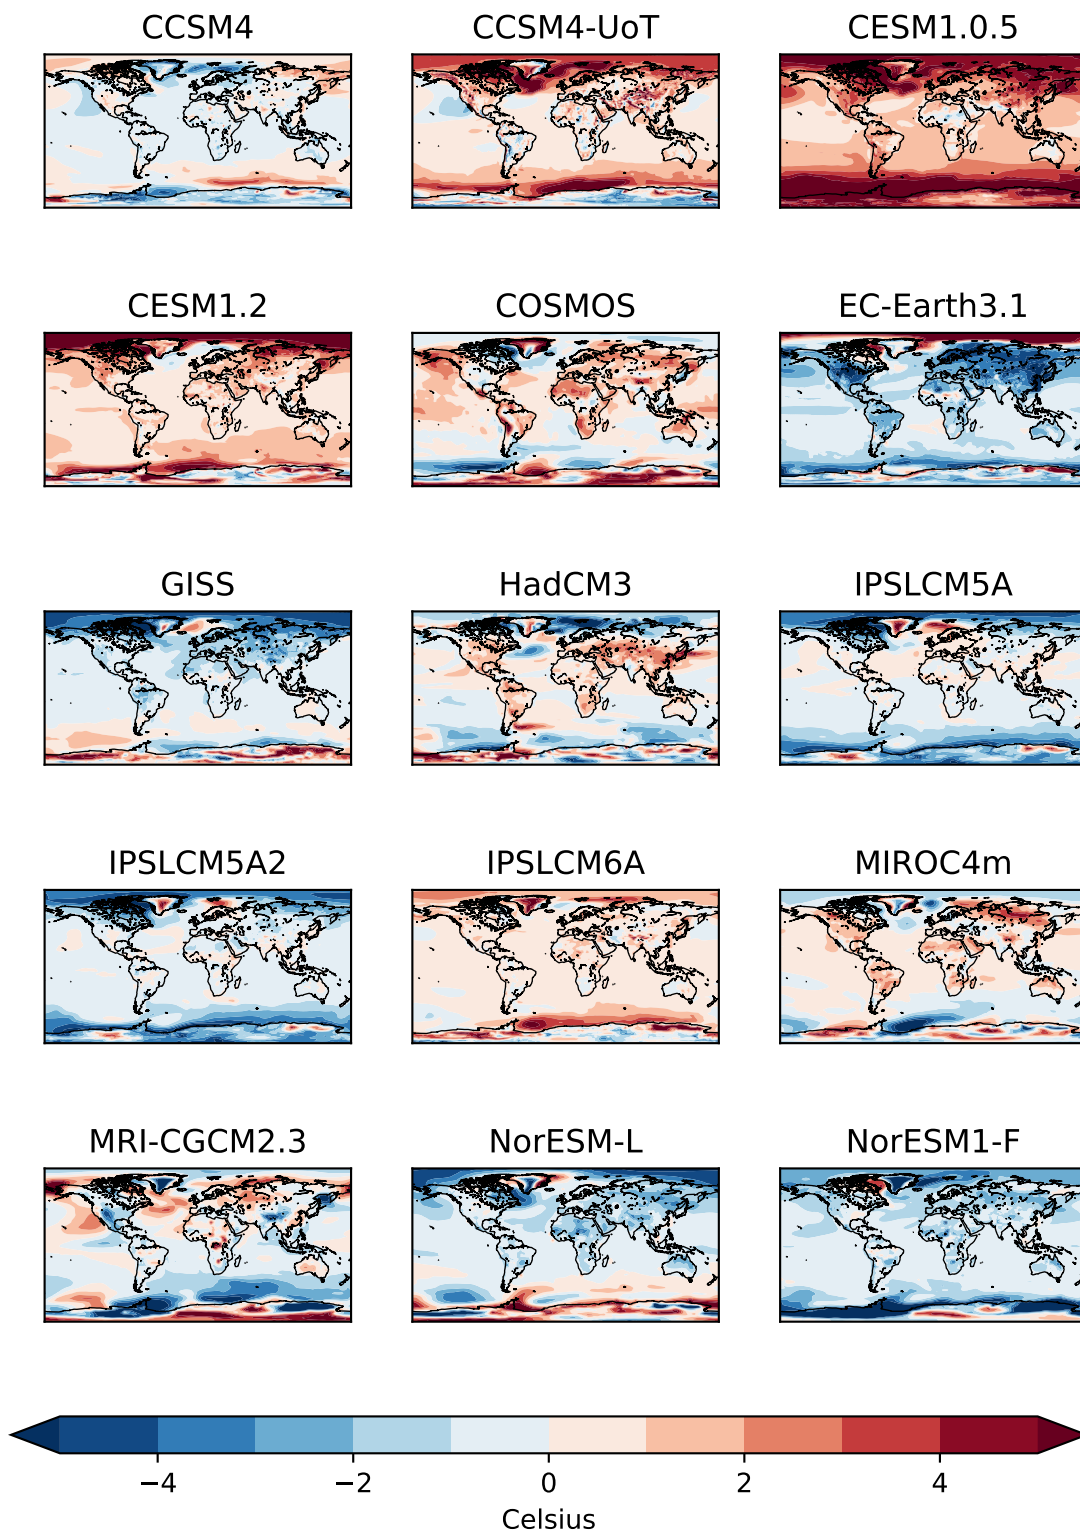 CCSM4 CCSM4-UoT CESM1.0.5
CESM1.2 COSMOS EC-Earth3.1
GISS HadCM3 IPSLCM5A
IPSLCM5A2 IPSLCM6A MIROC4m
MRI-CGCM2.3 NorESM-L NorESM1-F
−4 −2 0 2 4
Celsius